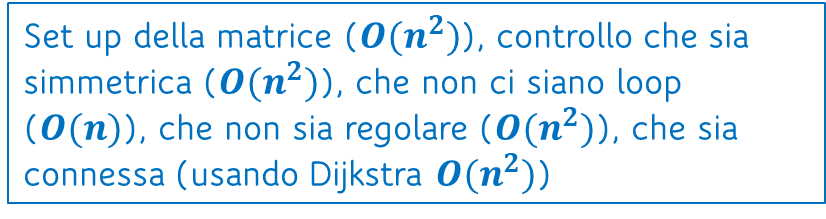 Set up della matrice (O(n²)), controllo che sia
simmetrica (O(n²)), che non ci siano loop
(O(n)), che non sia regolare (O(n²)), che sia
connessa (usando Dijkstra O(n²))